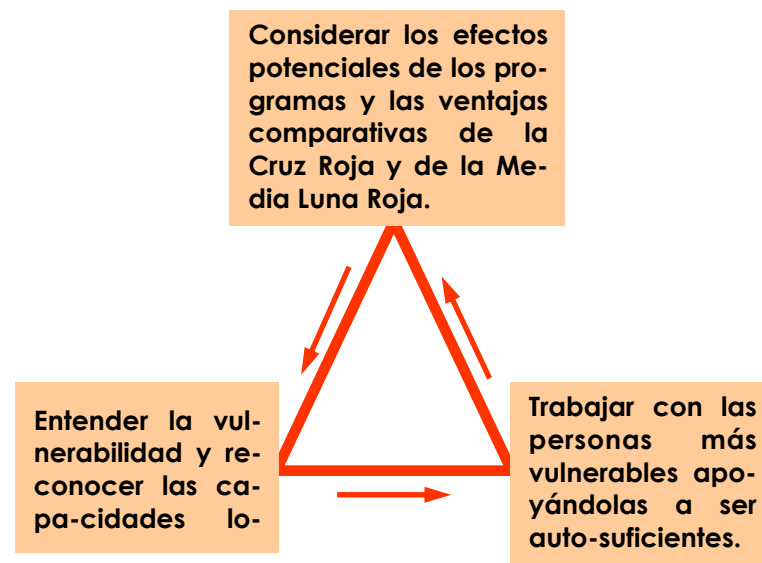 Considerar los efectos
potenciales de los pro-
gramas y las ventajas
comparativas de la
Cruz Roja y de la Me-
dia Luna Roja.
Entender la vul-
nerabilidad y re-
conocer las ca-
pa-cidades lo-
Trabajar con las
personas más
vulnerables apo-
yándolas a ser
auto-suficientes.